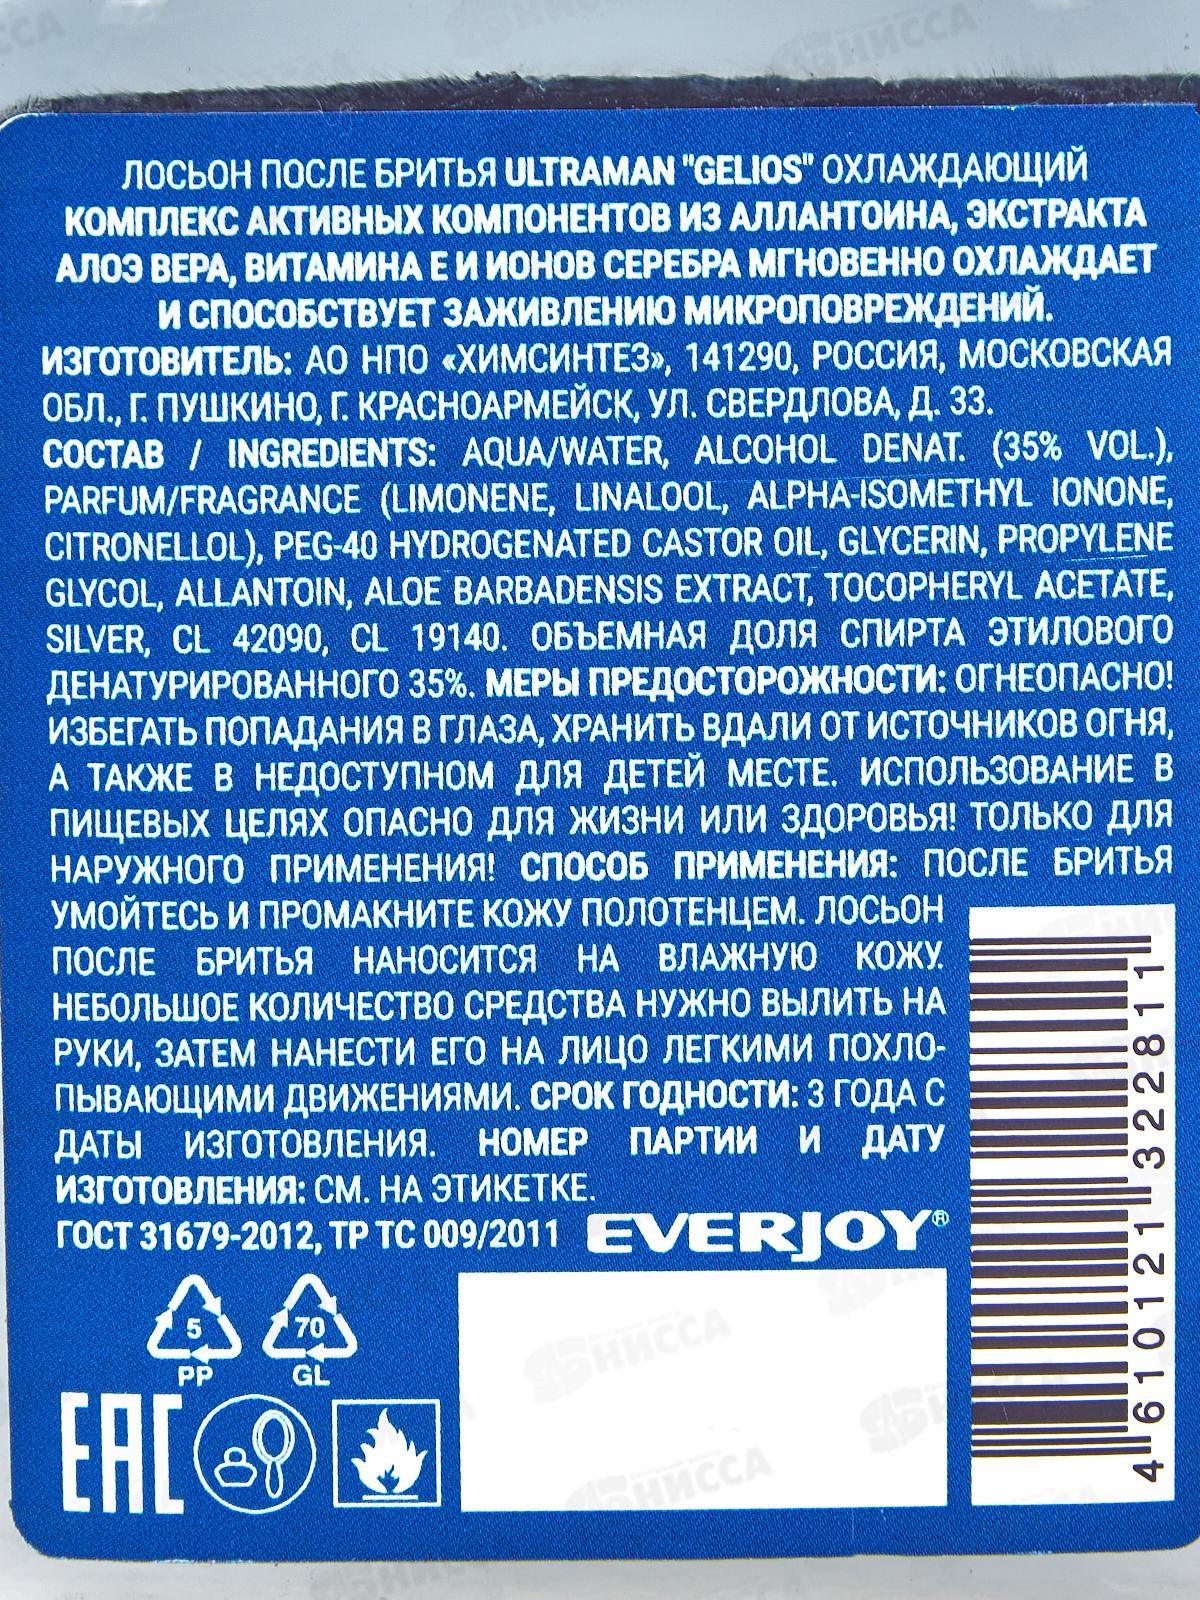 ЛОСЬОН ПОСЛЕ БРИТЬЯ ULTRAMAN "GELIOS" ОХЛАЖДАЮЩИЙ
КОМПЛЕКС АКТИВНЫХ КОМПОНЕНТОВ ИЗ АЛЛАНТОИНА, ЭКСТРАКТА
АЛОЭ ВЕРА, ВИТАМИНА Е И ИОНОВ СЕРЕБРА МГНОВЕННО ОХЛАЖДАЕТ
И СПОСОБСТВУЕТ ЗАЖИВЛЕНИЮ МИКРОПОВРЕЖДЕНИЙ.
ИЗГОТОВИТЕЛЬ: АО НПО «ХИМСИНТЕЗ», 141290, РОССИЯ, МОСКОВСКАЯ
ОБЛ., Г. ПУШКИНО, Г. КРАСНОАРМЕЙСК, УЛ. СВЕРДЛОВА, Д. 33.
СОСТАВ / INGREDIENTS: AQUA/WATER, ALCOHOL DENAT. (35% VOL.),
PARFUM/FRAGRANCE (LIMONENE, LINALOOL, ALPHA-ISOMETHYL IONONE,
CITRONELLOL), PEG-40 HYDROGENATED CASTOR OIL, GLYCERIN, PROPYLENE
GLYCOL, ALLANTOIN, ALOE BARBADENSIS EXTRACT, TOCOPHERYL ACETATE,
SILVER, CL 42090, CL 19140. ОБЪЕМНАЯ ДОЛЯ СПИРТА ЭТИЛОВОГО
ДЕНАТУРИРОВАННОГО 35%. МЕРЫ ПРЕДОСТОРОЖНОСТИ: ОГНЕОПАСНО!
ИЗБЕГАТЬ ПОПАДАНИЯ В ГЛАЗА, ХРАНИТЬ ВДАЛИ ОТ ИСТОЧНИКОВ ОГНЯ,
А ТАКЖЕ В НЕДОСТУПНОМ ДЛЯ ДЕТЕЙ МЕСТЕ. ИСПОЛЬЗОВАНИЕ В
ПИЩЕВЫХ ЦЕЛЯХ ОПАСНО ДЛЯ ЖИЗНИ ИЛИ ЗДОРОВЬЯ! ТОЛЬКО ДЛЯ
НАРУЖНОГО ПРИМЕНЕНИЯ! СПОСОБ ПРИМЕНЕНИЯ: ПОСЛЕ БРИТЬЯ
УМОЙТЕСЬ И ПРОМАКНИТЕ КОЖУ ПОЛОТЕНЦЕМ. ЛОСЬОН
ПОСЛЕ БРИТЬЯ НАНОСИТСЯ НА ВЛАЖНУЮ КОЖУ.
НЕБОЛЬШОЕ КОЛИЧЕСТВО СРЕДСТВА НУЖНО ВЫЛИТЬ НА
РУКИ, ЗАТЕМ НАНЕСТИ ЕГО НА ЛИЦО ЛЕГКИМИ ПОХЛО-
ПЫВАЮЩИМИ ДВИЖЕНИЯМИ. СРОК ГОДНОСТИ: 3 ГОДА С
ДАТЫ ИЗГОТОВЛЕНИЯ. НОМЕР ПАРТИИ И ДАТУ
ИЗГОТОВЛЕНИЯ: СМ. НА ЭТИКЕТКЕ.
ГОСТ 31679-2012, ТР ТС 009/2011 EVERJOY®
5 70
PP GL
EAC
4 610121 322811
ЯБНИССА